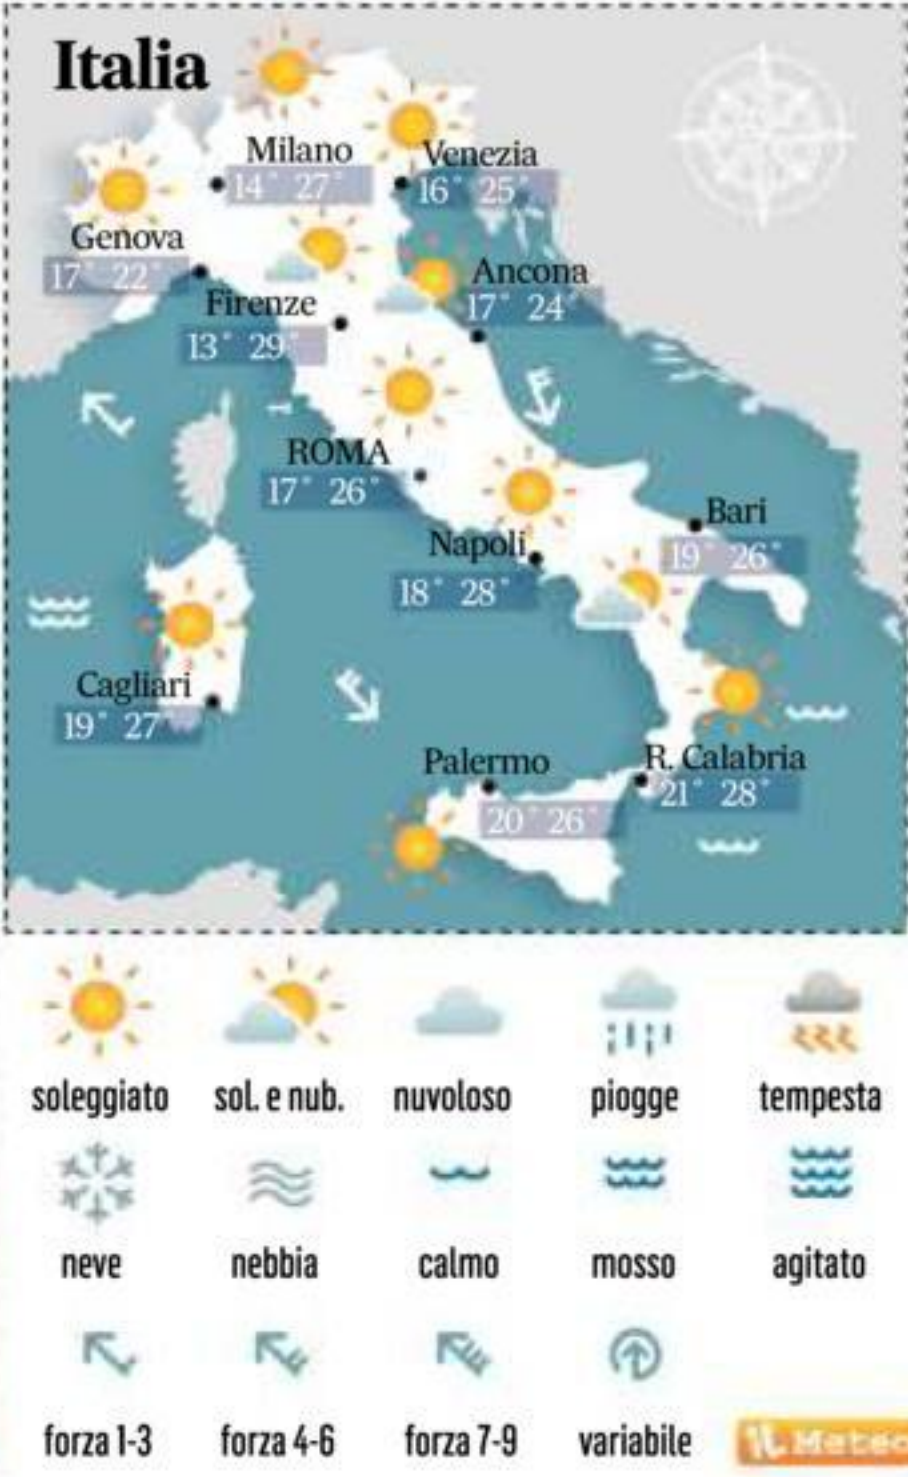 Italia
Milano
14° 27°
Venezia
16° 25°
Genova
17° 22°
Ancona
17° 24°
Firenze
13° 29°
ROMA
17° 26°
Bari
19° 26°
Napoli
18° 28°
Cagliari
19° 27°
Palermo
20° 26°
R. Calabria
21° 28°
soleggiato sol. e nub. nuvoloso piogge tempesta
neve nebbia calmo mosso agitato
forza 1-3 forza 4-6 forza 7-9 variabile
iL Meteo